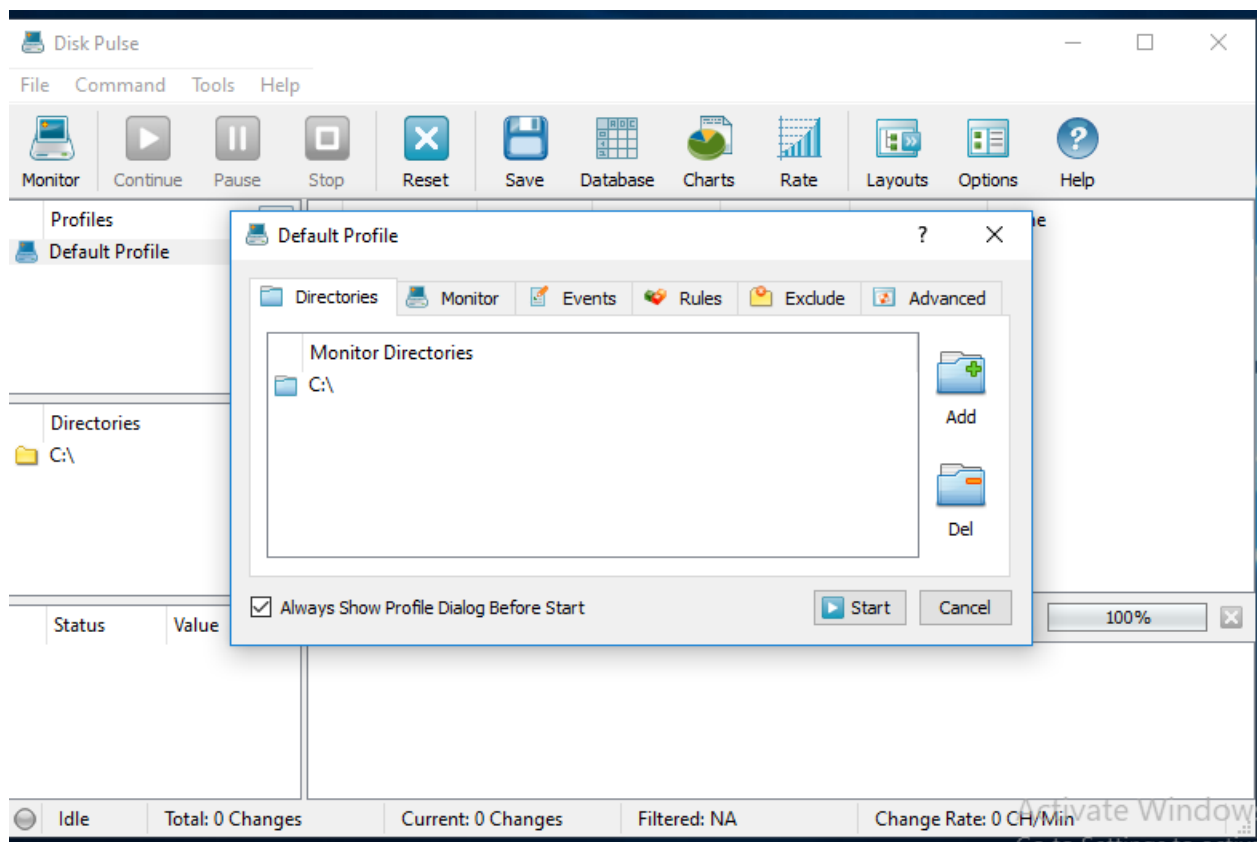 Disk Pulse
File Command Tools Help
Monitor Continue Pause Stop Reset Save Database Charts Rate Layouts Options Help
Profiles
Default Profile
Default Profile
Directories Monitor Events Rules Exclude Advanced
Monitor Directories
C:\
Add
Del
Always Show Profile Dialog Before Start
Start Cancel
Directories
C:\
Status Value
100%
Idle Total: 0 Changes Current: 0 Changes Filtered: NA Change Rate: 0 CH/Min
Activate Window